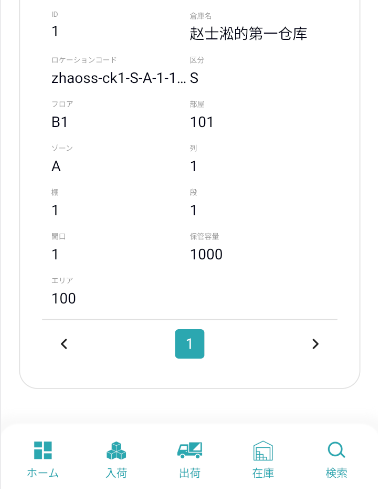 ID 倉庫名
1 赵士淞的第一仓库
ロケーションコード 区分
zhaoss-ck1-S-A-1-1... S
フロア 部屋
B1 101
ゾーン 列
A 1
棚 段
1 1
間口 保管容量
1 1000
エリア
100
1
ホーム 入荷 出荷 在庫 検索